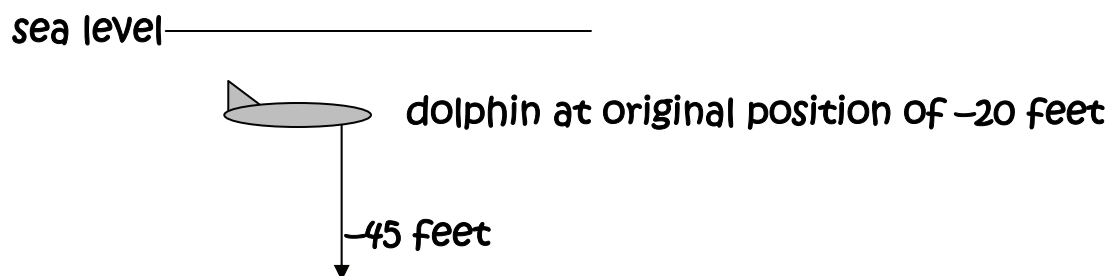 sea level
dolphin at original position of –20 feet
–45 feet